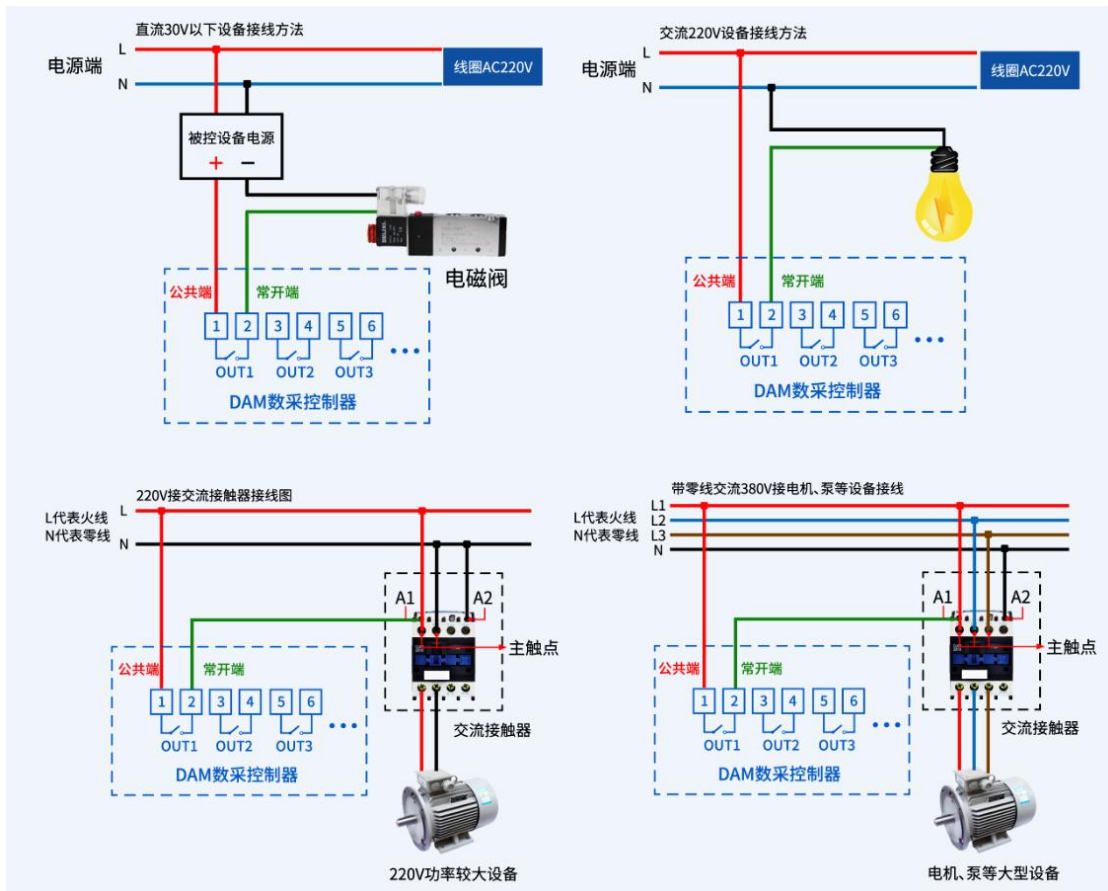 直流30V以下设备接线方法
L
电源端
N
线圈AC220V
被控设备电源
+ −
电磁阀
公共端
常开端
1 2 3 4 5 6
OUT1 OUT2 OUT3
DAM数采控制器
交流220V设备接线方法
L
电源端
N
线圈AC220V
公共端
常开端
1 2 3 4 5 6
OUT1 OUT2 OUT3
DAM数采控制器
220V接交流接触器接线图
L
L代表火线
N代表零线
N
A1 A2
主触点
公共端
常开端
1 2 3 4 5 6
OUT1 OUT2 OUT3
DAM数采控制器
交流接触器
220V功率较大设备
带零线交流380V接电机、泵等设备接线
L1
L代表火线
L2
N代表零线
L3
N
A1 A2
主触点
公共端
常开端
1 2 3 4 5 6
OUT1 OUT2 OUT3
DAM数采控制器
交流接触器
电机、泵等大型设备